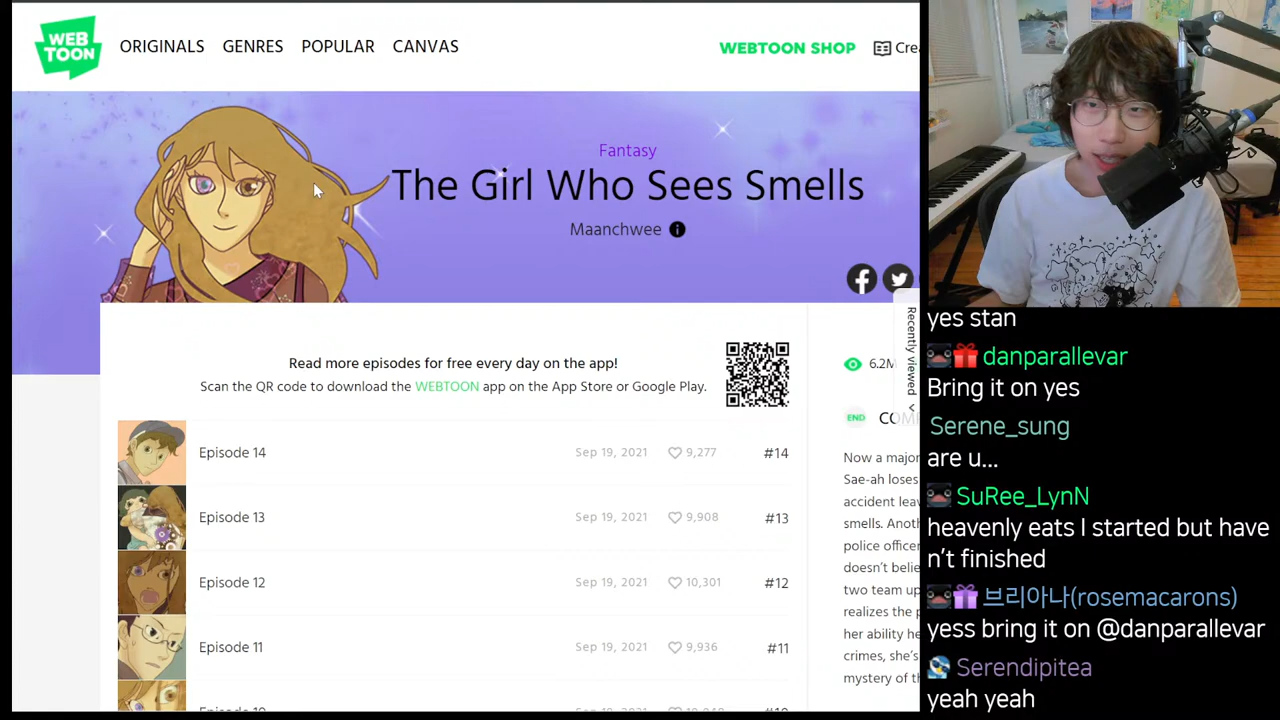 WEB
TOON
ORIGINALS GENRES POPULAR CANVAS
WEBTOON SHOP
Fantasy
The Girl Who Sees Smells
Maanchwee
Recently viewed
Read more episodes for free every day on the app!
Scan the QR code to download the WEBTOON app on the App Store or Google Play.
Episode 14 Sep 19, 2021 9,277 #14
Episode 13 Sep 19, 2021 9,908 #13
Episode 12 Sep 19, 2021 10,301 #12
Episode 11 Sep 19, 2021 9,936 #11
6.2M
END
Now a major
Sae-ah loses
accident leav
smells. Anoth
police officer
doesn't belie
two team up
realizes the p
her ability he
crimes, she's
mystery of th
yes stan
danparallevar
Bring it on yes
Serene_sung
are u...
SuRee_LynN
heavenly eats I started but have
n't finished
브리아나(rosemacarons)
yess bring it on @danparallevar
Serendipitea
yeah yeah